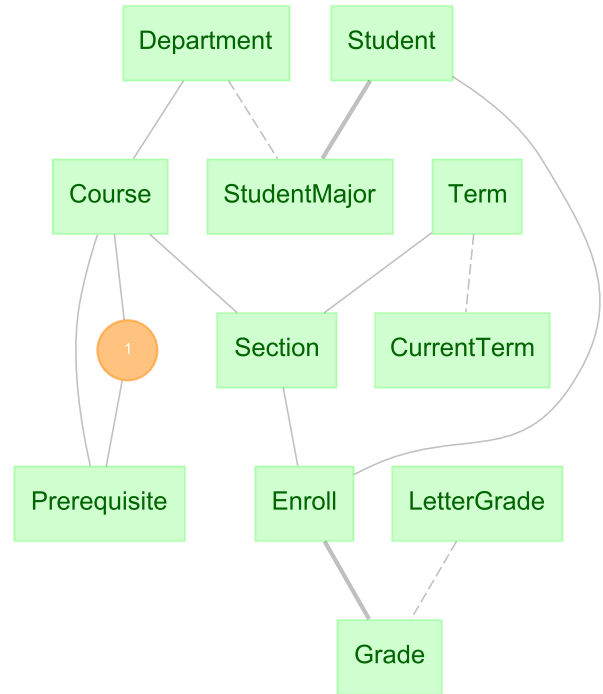 Department
Student
Course
StudentMajor
Term
1
Section
CurrentTerm
Prerequisite
Enroll
LetterGrade
Grade